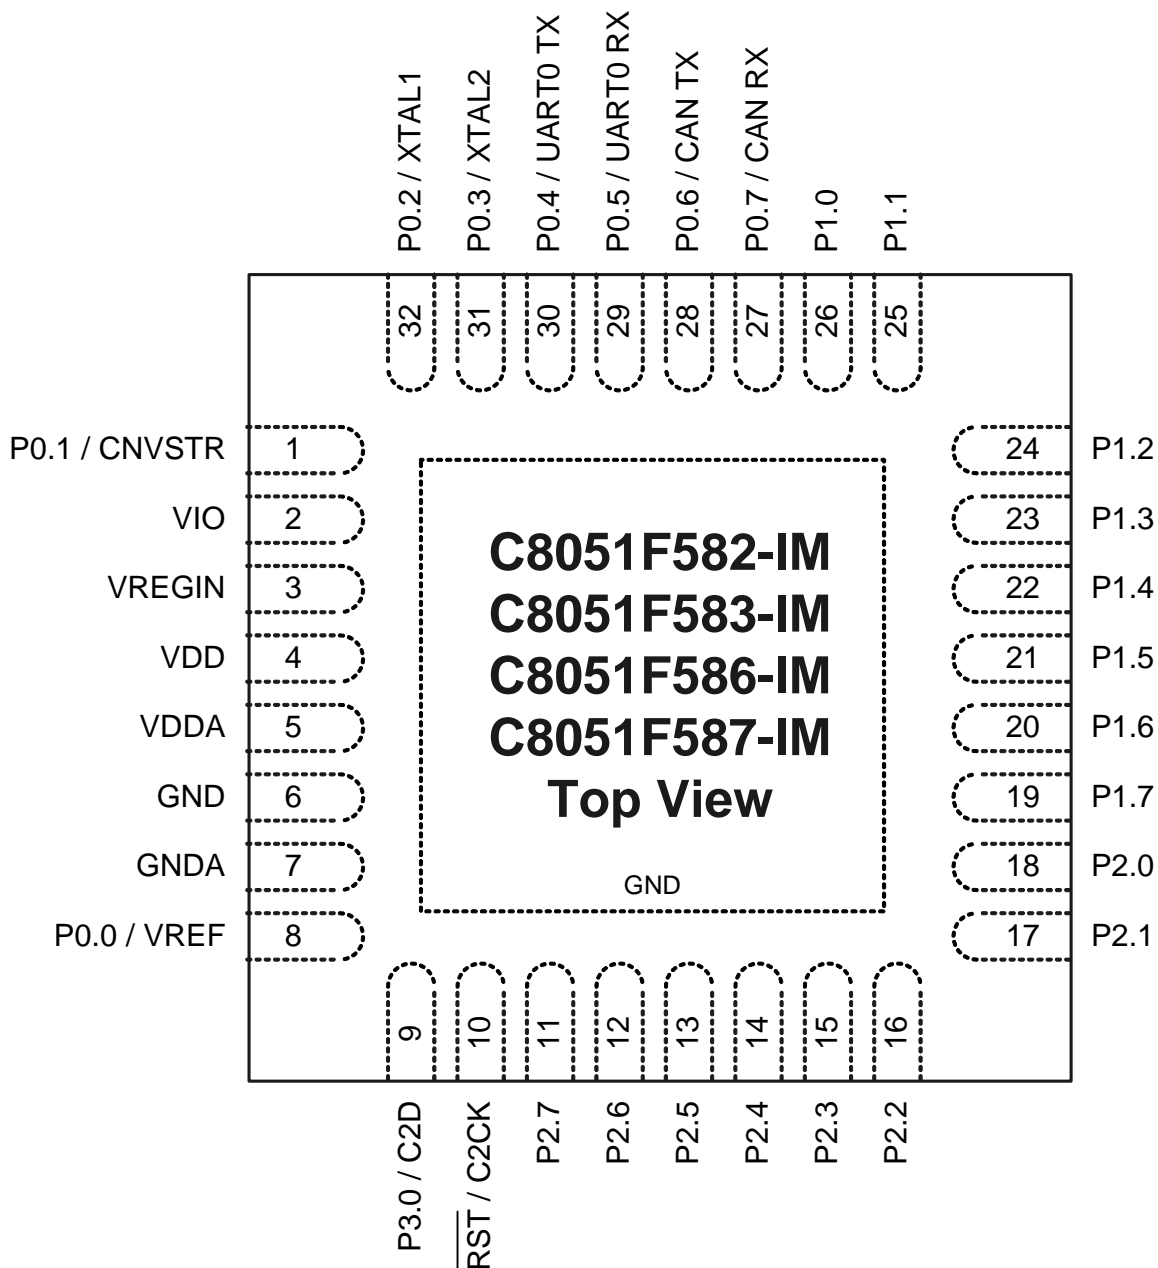 P0.2 / XTAL1
P0.3 / XTAL2
P0.4 / UART0 TX
P0.5 / UART0 RX
P0.6 / CAN TX
P0.7 / CAN RX
P1.0
P1.1
32
31
30
29
28
27
26
25
P0.1 / CNVSTR
1
VIO
2
VREGIN
3
VDD
4
VDDA
5
GND
6
GNDA
7
P0.0 / VREF
8
C8051F582-IM
C8051F583-IM
C8051F586-IM
C8051F587-IM
Top View
GND
24
P1.2
23
P1.3
22
P1.4
21
P1.5
20
P1.6
19
P1.7
18
P2.0
17
P2.1
9
10
11
12
13
14
15
16
P3.0 / C2D
RST / C2CK
P2.7
P2.6
P2.5
P2.4
P2.3
P2.2